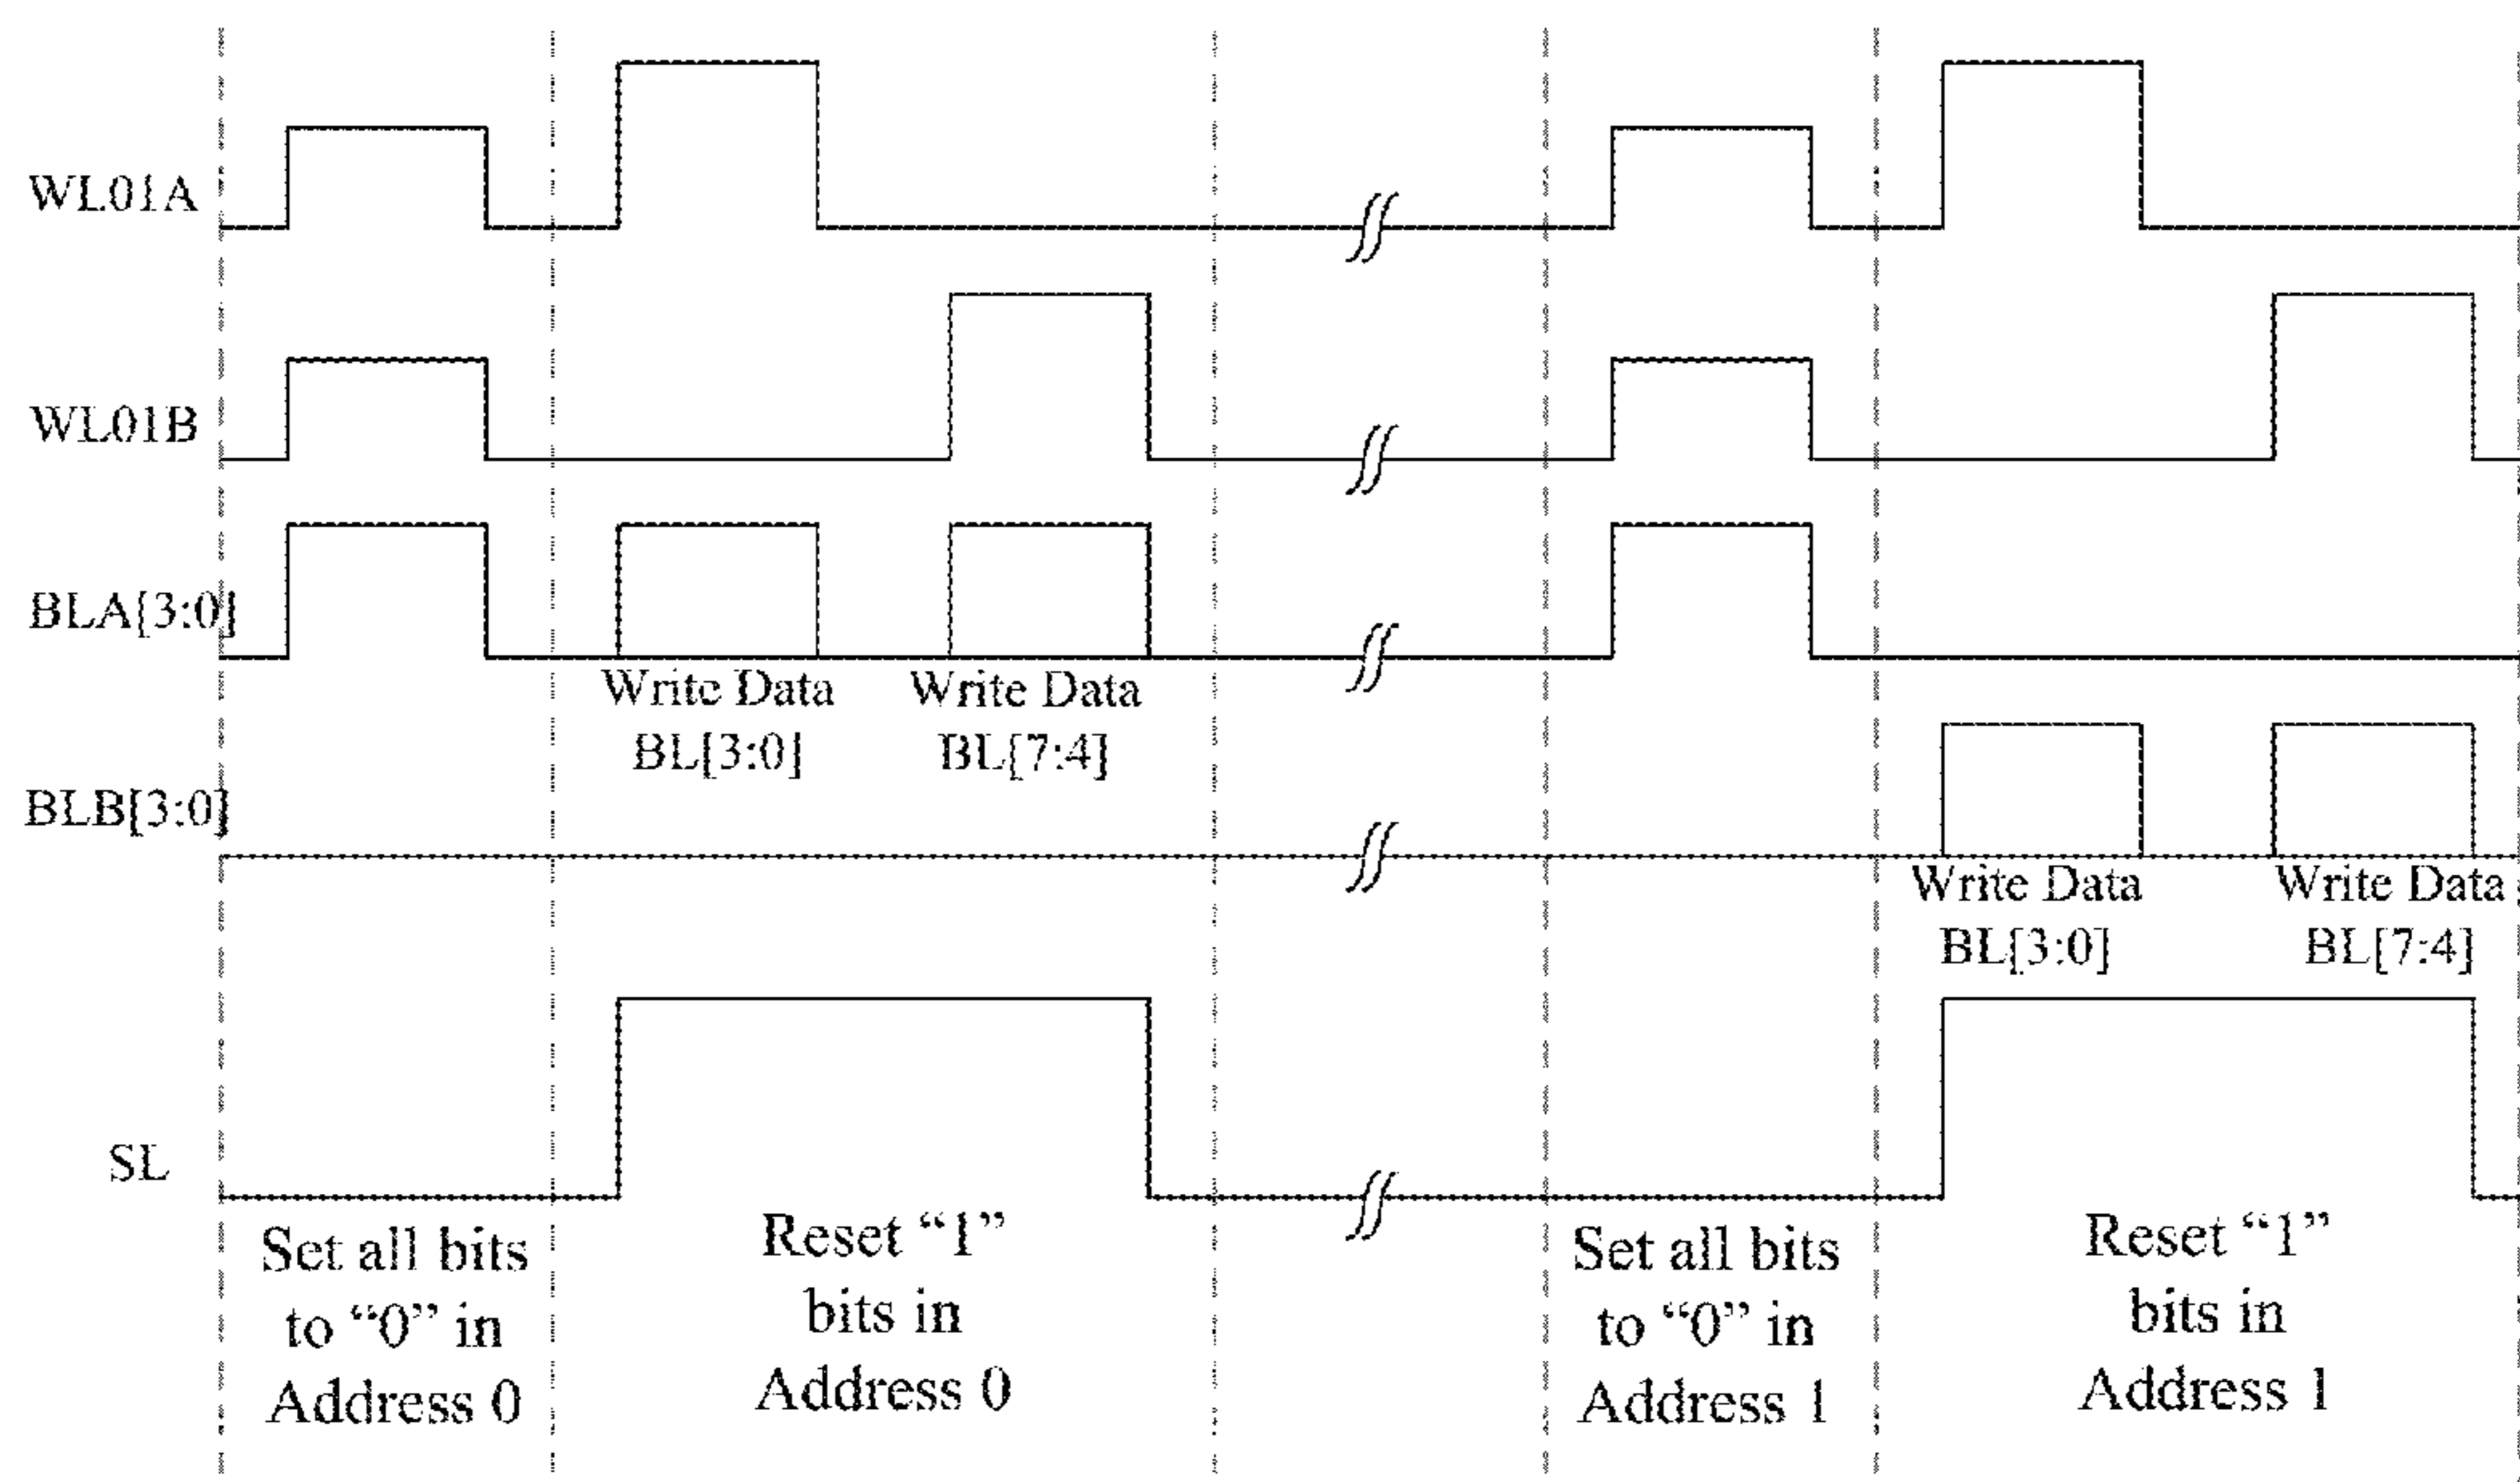 WL01A
WL01B
BLA[3:0]
Write Data
BL[3:0]
Write Data
BL[7:4]
BLB[3:0]
Write Data
BL[3:0]
Write Data
BL[7:4]
SL
Set all bits
to “0” in
Address 0
Reset “1”
bits in
Address 0
Set all bits
to “0” in
Address 1
Reset “1”
bits in
Address 1